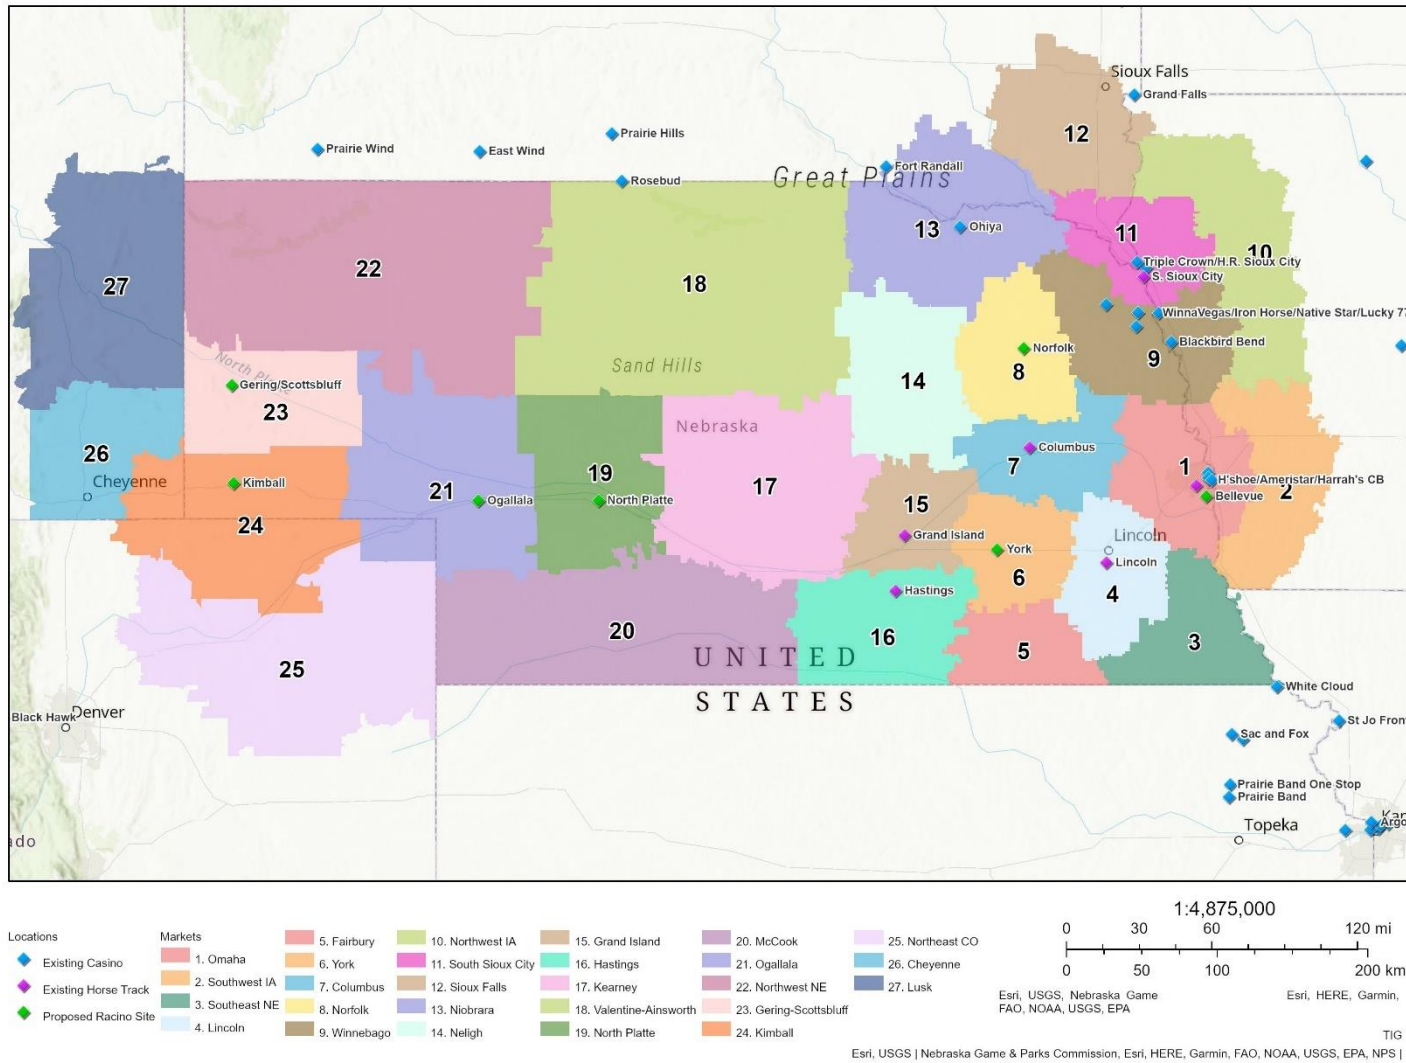 Sioux Falls
Grand Falls
12
Prairie Hills
Prairie Wind
East Wind
Fort Randall
Great Plains
Rosebud
13
Ohiya
11
10
Triple Crown/H.R. Sioux City
S. Sioux City
27
22
18
WinnaVegas/Iron Horse/Native Star/Lucky 77
Blackbird Bend
Norfolk
8
9
North Platte
Sand Hills
Gering/Scottsbluff
23
14
Nebraska
Columbus
7
1
26
Cheyenne
Kimball
21
19
17
H'shoe/Ameristar/Harrah's CB
2
Bellevue
Ogallala
North Platte
15
24
Grand Island
Lincoln
York
6
Lincoln
Hastings
4
20
16
5
3
25
UNITED
STATES
White Cloud
Black Hawk
Denver
St Jo Front
Sac and Fox
Prairie Band One Stop
Prairie Band
Topeka
Kan
Argo
ado
1:4,875,000
0 30 60 120 mi
0 50 100 200 km
Locations
Existing Casino
Existing Horse Track
Proposed Racino Site
Markets
1. Omaha
2. Southwest IA
3. Southeast NE
4. Lincoln
5. Fairbury
6. York
7. Columbus
8. Norfolk
9. Winnebago
10. Northwest IA
11. South Sioux City
12. Sioux Falls
13. Niobrara
14. Neligh
15. Grand Island
16. Hastings
17. Kearney
18. Valentine-Ainsworth
19. North Platte
20. McCook
21. Ogallala
22. Northwest NE
23. Gering-Scottsbluff
24. Kimball
25. Northeast CO
26. Cheyenne
27. Lusk
Esri, USGS, Nebraska Game
FAO, NOAA, USGS, EPA
Esri, HERE, Garmin,
TIG
Esri, USGS | Nebraska Game & Parks Commission, Esri, HERE, Garmin, FAO, NOAA, USGS, EPA, NPS |